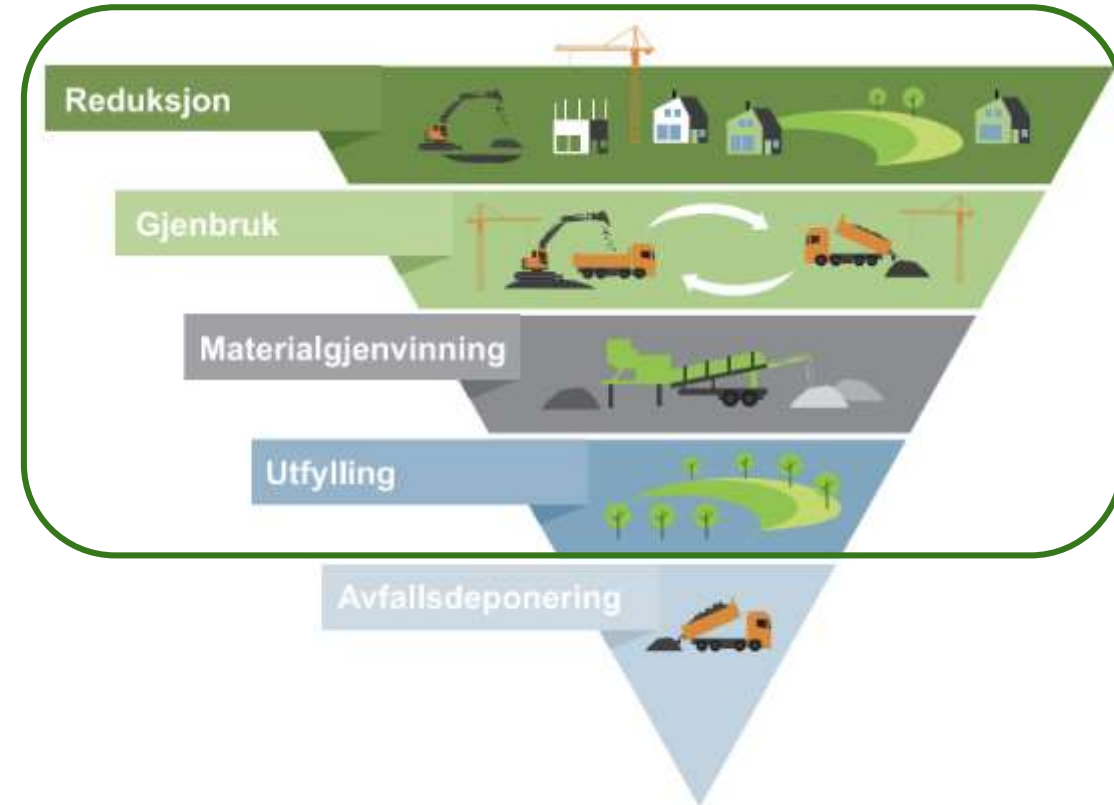 Reduksjon
Gjenbruk
Materialgjenvinning
Utfylling
Avfallsdeponering